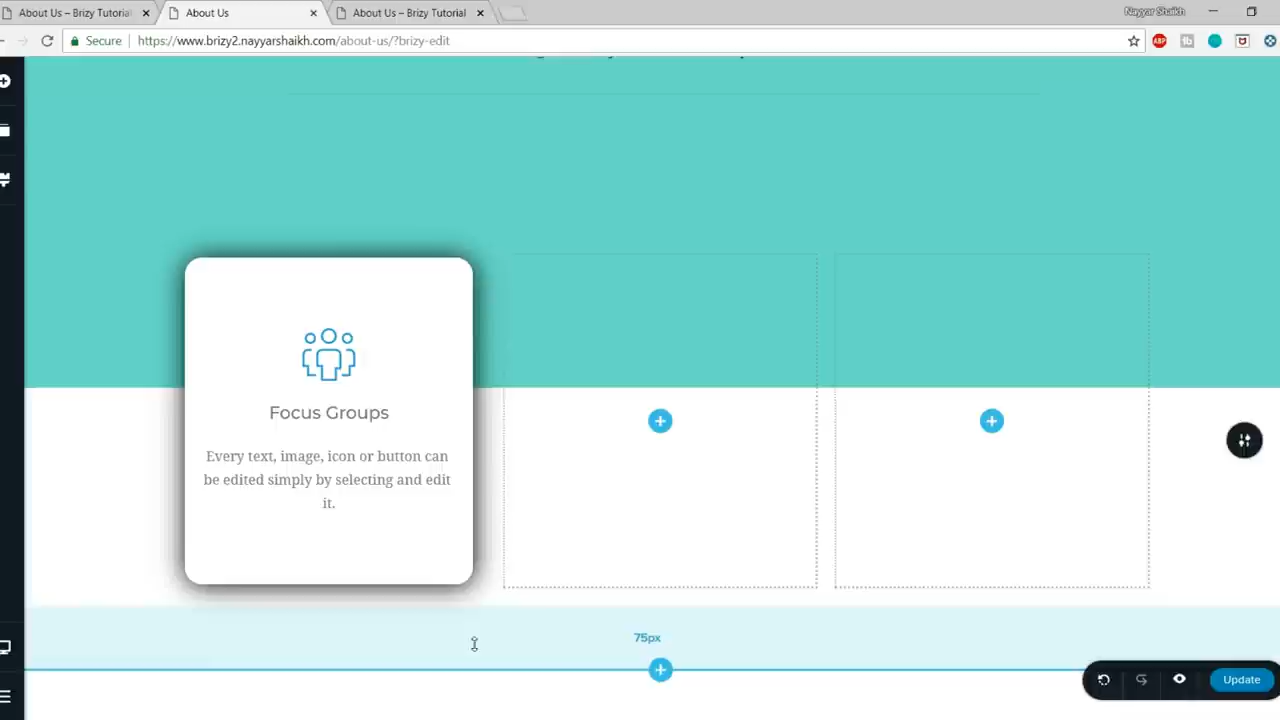 About Us – Brizy Tutorial
About Us
About Us – Brizy Tutorial
Nayyar Shaikh
Secure
https://www.brizy2.nayyarshaikh.com/about-us/?brizy-edit
ABP
Focus Groups
Every text, image, icon or button can
be edited simply by selecting and edit
it.
75px
Update